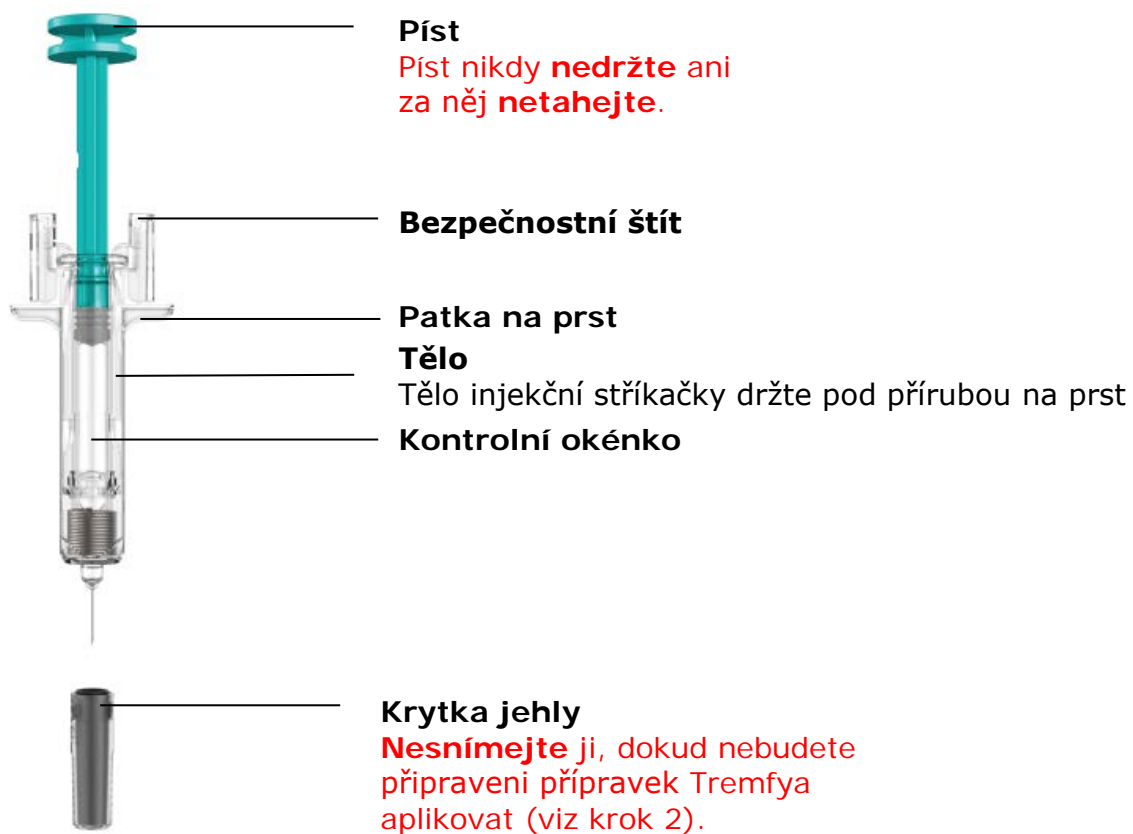 Píst
Píst nikdy nedržte ani
za něj netahejte.
Bezpečnostní štít
Patka na prst
Tělo
Tělo injekční stříkačky držte pod přírubou na prst
Kontrolní okénko
Krytka jehly
Nesnímejte ji, dokud nebudete
připraveni přípravek Tremfya
aplikovat (viz krok 2).